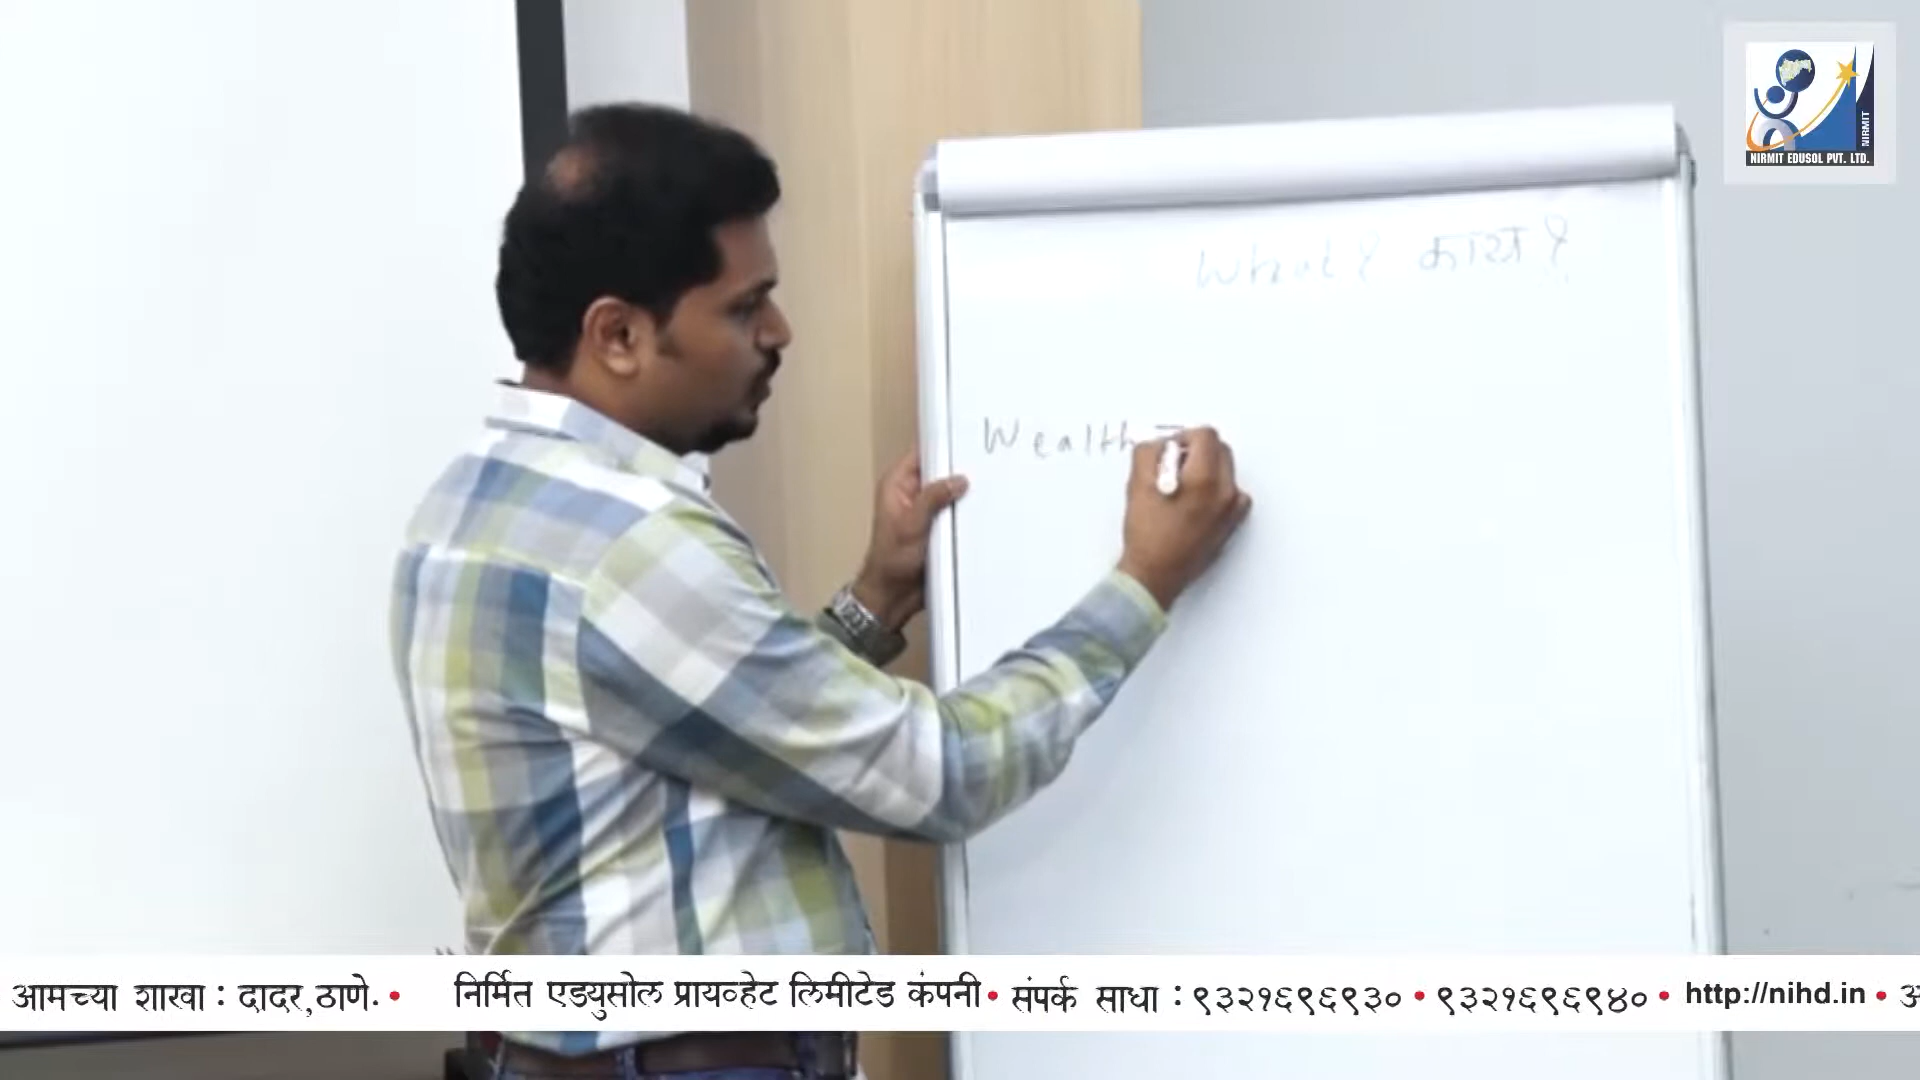 NIRMIT
NIRMIT EDUSOL PVT. LTD.
What? काय?
Wealth =
आमच्या शाखा : दादर,ठाणे. • निर्मित एड्युसोल प्रायव्हेट लिमीटेड कंपनी • संपर्क साधा : ९३२१६९६९३० • ९३२१६९६९४० • http://nihd.in •